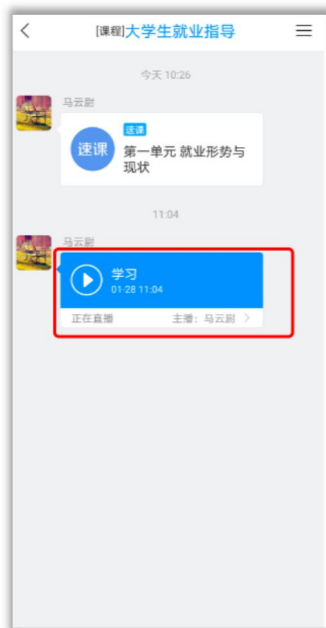 [课程]大学生就业指导
今天 10:26
马云尉
速课
速课
第一单元 就业形势与
现状
11:04
马云尉
学习
01-28 11:04
正在直播
主播：马云尉